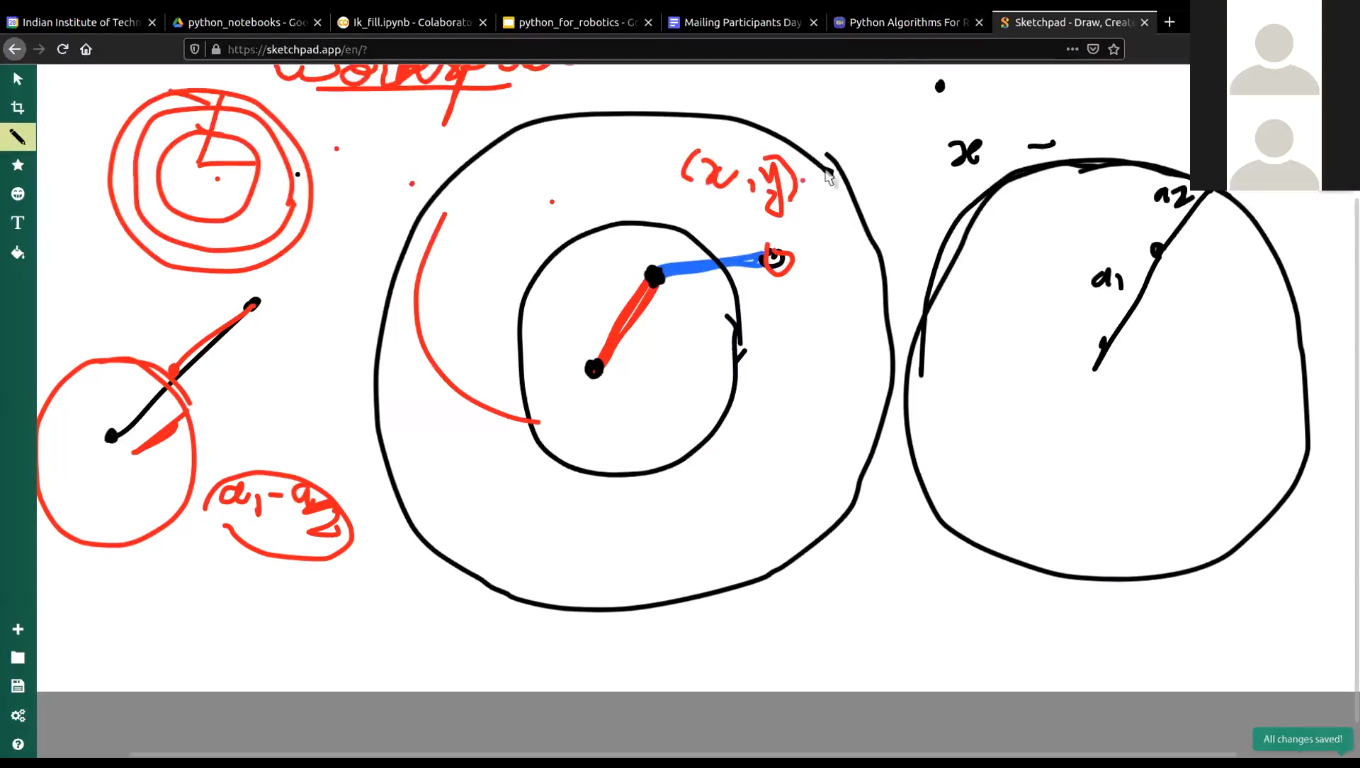 Indian Institute of Techn
python_notebooks - Goo
Ik_fill.ipynb - Colaborato
python_for_robotics - Go
Mailing Participants Day
Python Algorithms For R
Sketchpad - Draw, Create
https://sketchpad.app/en/?
Workspa
(x, y)
x -
a2
a1
a1 - a2
All changes saved!